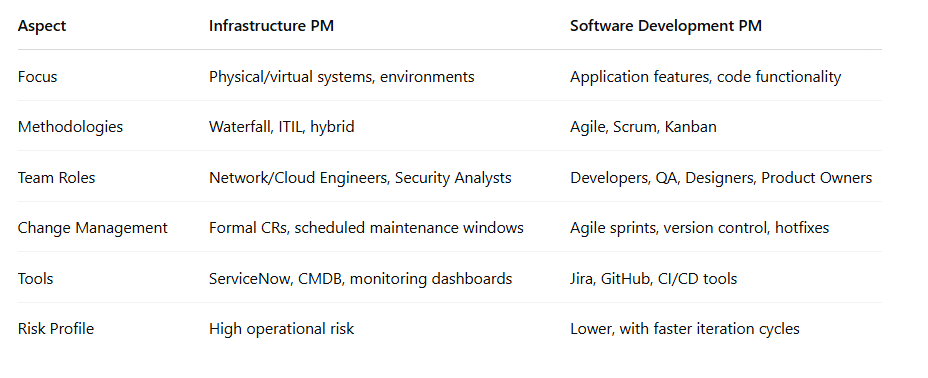 Aspect Infrastructure PM Software Development PM
Focus Physical/virtual systems, environments Application features, code functionality
Methodologies Waterfall, ITIL, hybrid Agile, Scrum, Kanban
Team Roles Network/Cloud Engineers, Security Analysts Developers, QA, Designers, Product Owners
Change Management Formal CRs, scheduled maintenance windows Agile sprints, version control, hotfixes
Tools ServiceNow, CMDB, monitoring dashboards Jira, GitHub, CI/CD tools
Risk Profile High operational risk Lower, with faster iteration cycles